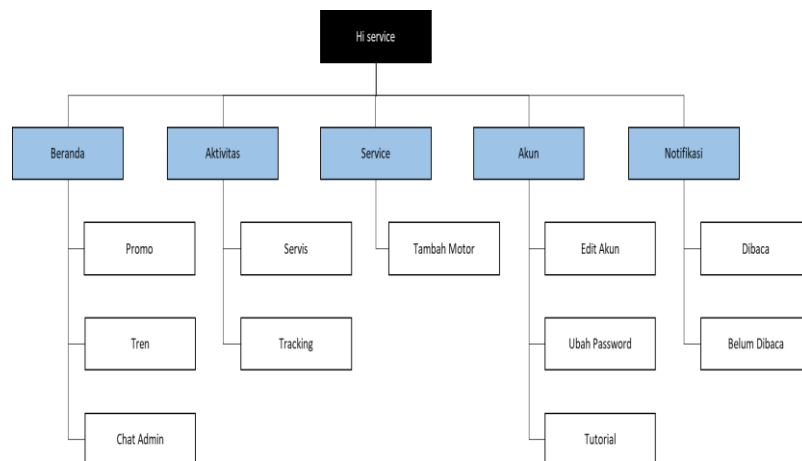 Hi service
Beranda
Aktivitas
Service
Akun
Notifikasi
Promo
Servis
Tambah Motor
Edit Akun
Dibaca
Tren
Tracking
Ubah Password
Belum Dibaca
Chat Admin
Tutorial